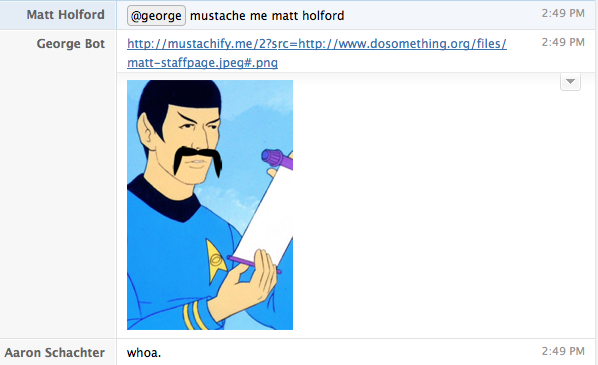 Matt Holford @george mustache me matt holford 2:49 PM
George Bot http://mustachify.me/2?src=http://www.dosomething.org/files/ 2:49 PM
matt-staffpage.jpeg#.png
Aaron Schachter whoa. 2:49 PM